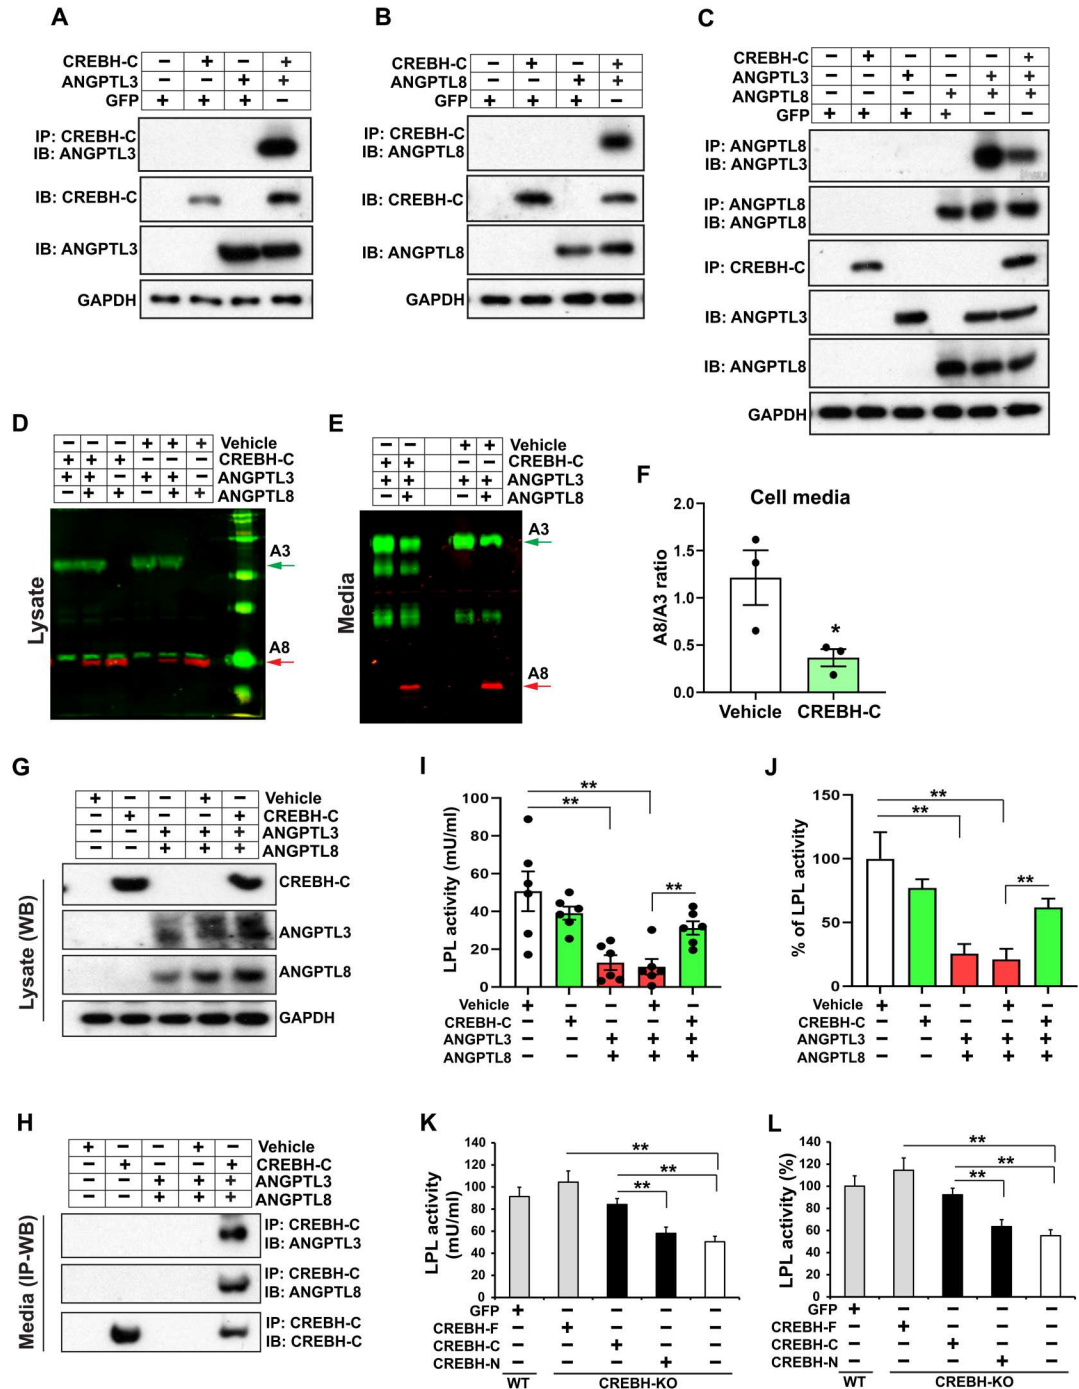 A
CREBH-C − + − +
ANGPTL3 − − + +
GFP + + + −
IP: CREBH-C
IB: ANGPTL3
IB: CREBH-C
IB: ANGPTL3
GAPDH
B
CREBH-C − + − +
ANGPTL8 − − + +
GFP + + + −
IP: CREBH-C
IB: ANGPTL8
IB: CREBH-C
IB: ANGPTL8
GAPDH
C
CREBH-C − + − − − +
ANGPTL3 − − + − + +
ANGPTL8 − − − + + +
GFP + + + + − −
IP: ANGPTL8
IB: ANGPTL3
IP: ANGPTL8
IB: ANGPTL8
IP: CREBH-C
IB: ANGPTL3
IB: ANGPTL8
GAPDH
D
− − − + + + Vehicle
+ + + − − − CREBH-C
+ + − + + − ANGPTL3
− + + − + + ANGPTL8
Lysate
A3
A8
E
− − + + Vehicle
+ + − − CREBH-C
+ + + + ANGPTL3
− + − + ANGPTL8
Media
A3
A8
F
Cell media
A8/A3 ratio
2.0
1.5
1.0
0.5
0.0
*
Vehicle CREBH-C
G
+ − − + − Vehicle
− + − − + CREBH-C
− − + + + ANGPTL3
− − + + + ANGPTL8
Lysate (WB)
CREBH-C
ANGPTL3
ANGPTL8
GAPDH
H
+ − − + − Vehicle
− + − − + CREBH-C
− − + + + ANGPTL3
− − + + + ANGPTL8
Media (IP-WB)
IP: CREBH-C
IB: ANGPTL3
IP: CREBH-C
IB: ANGPTL8
IP: CREBH-C
IB: CREBH-C
I
LPL activity (mU/ml)
100
80
60
40
20
0
**
**
**
Vehicle + − − + −
CREBH-C − + − − +
ANGPTL3 − − + + +
ANGPTL8 − − + + +
J
% of LPL activity
150
100
50
0
**
**
**
Vehicle + − − + −
CREBH-C − + − − +
ANGPTL3 − − + + +
ANGPTL8 − − + + +
K
LPL activity
(mU/ml)
140
120
100
80
60
40
20
0
**
**
**
GFP + − − − −
CREBH-F − + − − −
CREBH-C − − + − −
CREBH-N − − − + −
WT CREBH-KO
L
LPL activity (%)
140
120
100
80
60
40
20
0
**
**
**
GFP + − − − −
CREBH-F − + − − −
CREBH-C − − + − −
CREBH-N − − − + −
WT CREBH-KO